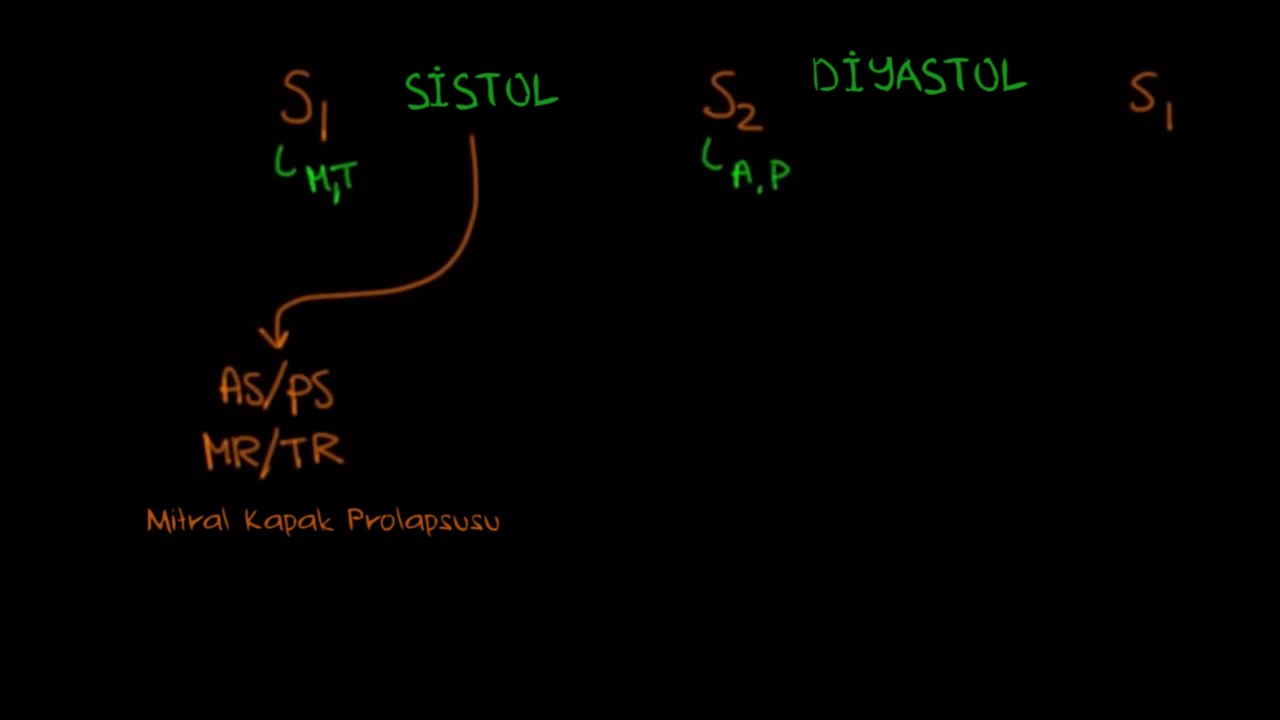 S1 SİSTOL S2 DİYASTOL S1
M,T A,P
AS/PS
MR/TR
Mitral Kapak Prolapsusu